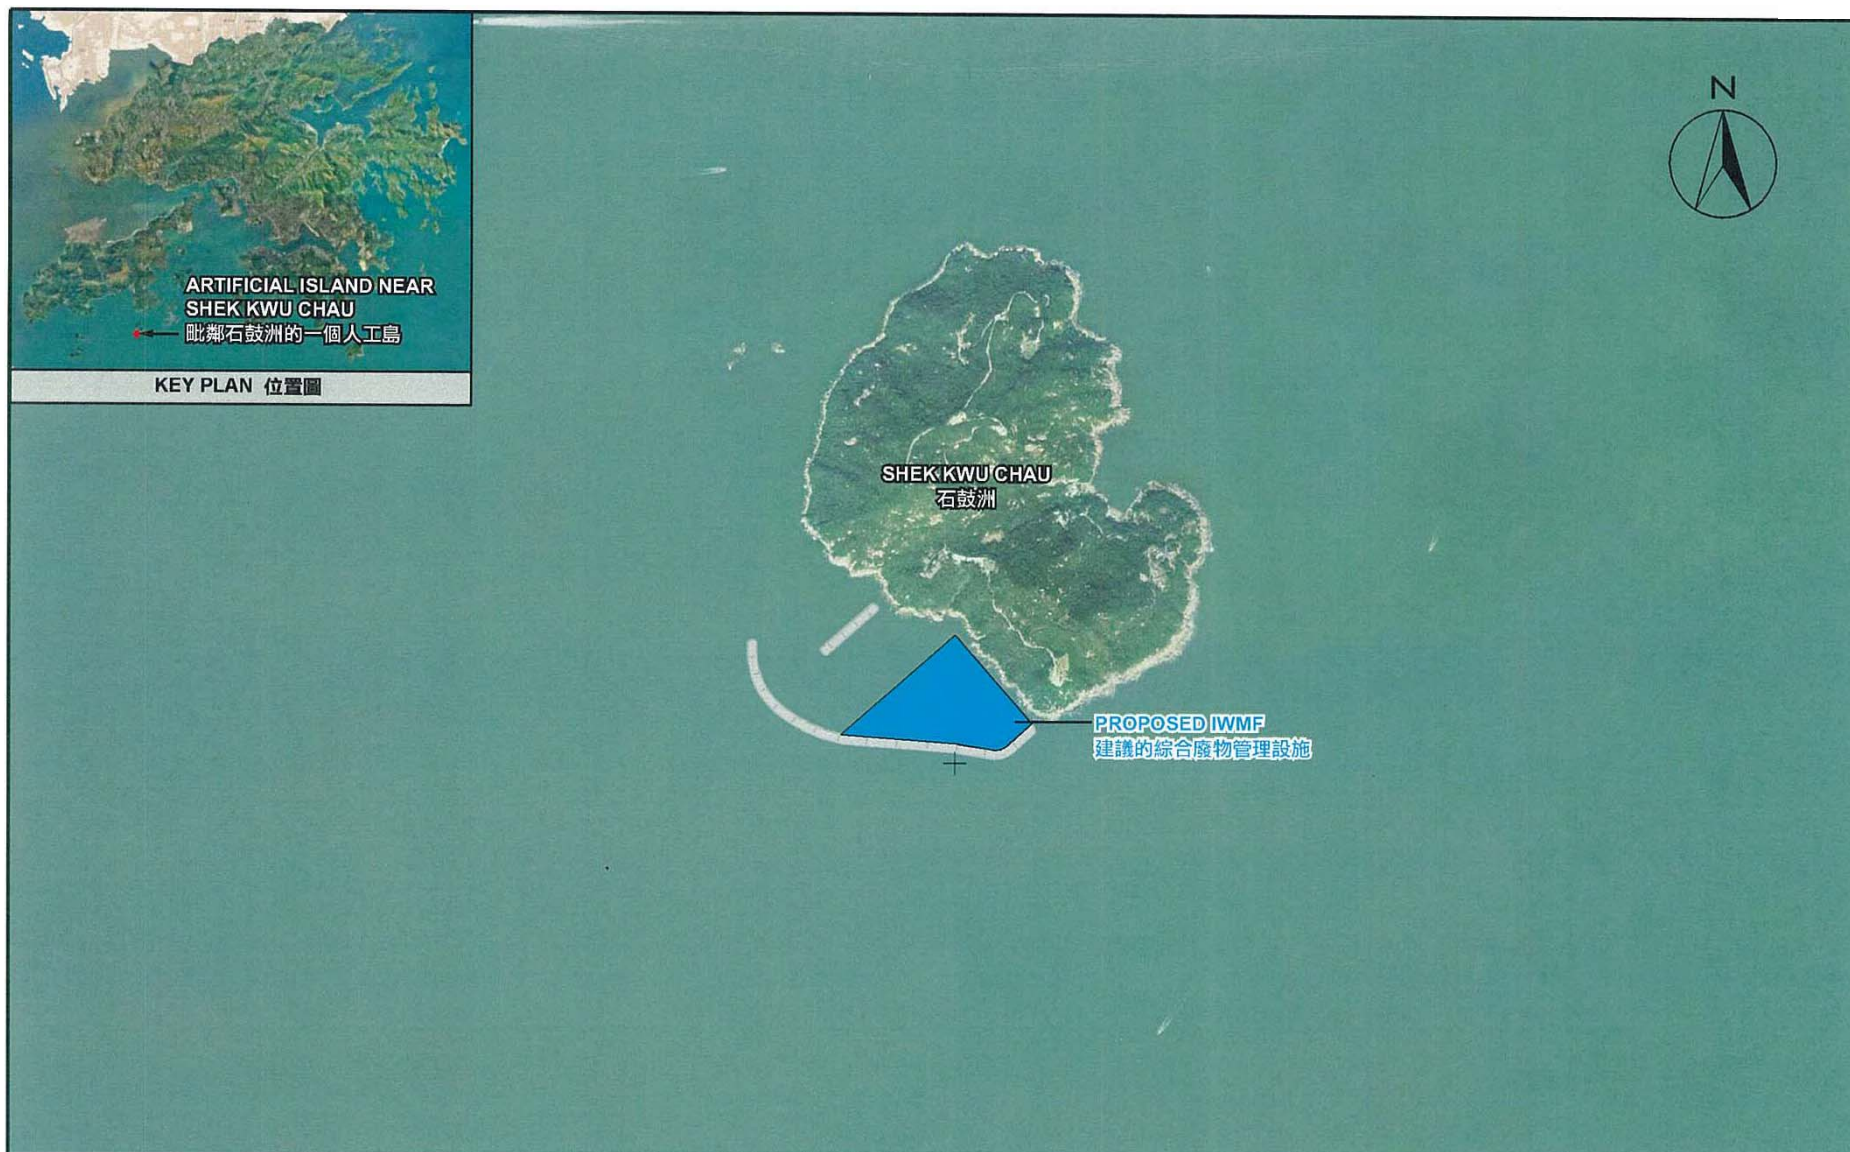 ARTIFICIAL ISLAND NEAR
SHEK KWU CHAU
毗鄰石鼓洲的一個人工島
KEY PLAN 位置圖
N
SHEK KWU CHAU
石鼓洲
PROPOSED IWMF
建議的綜合廢物管理設施